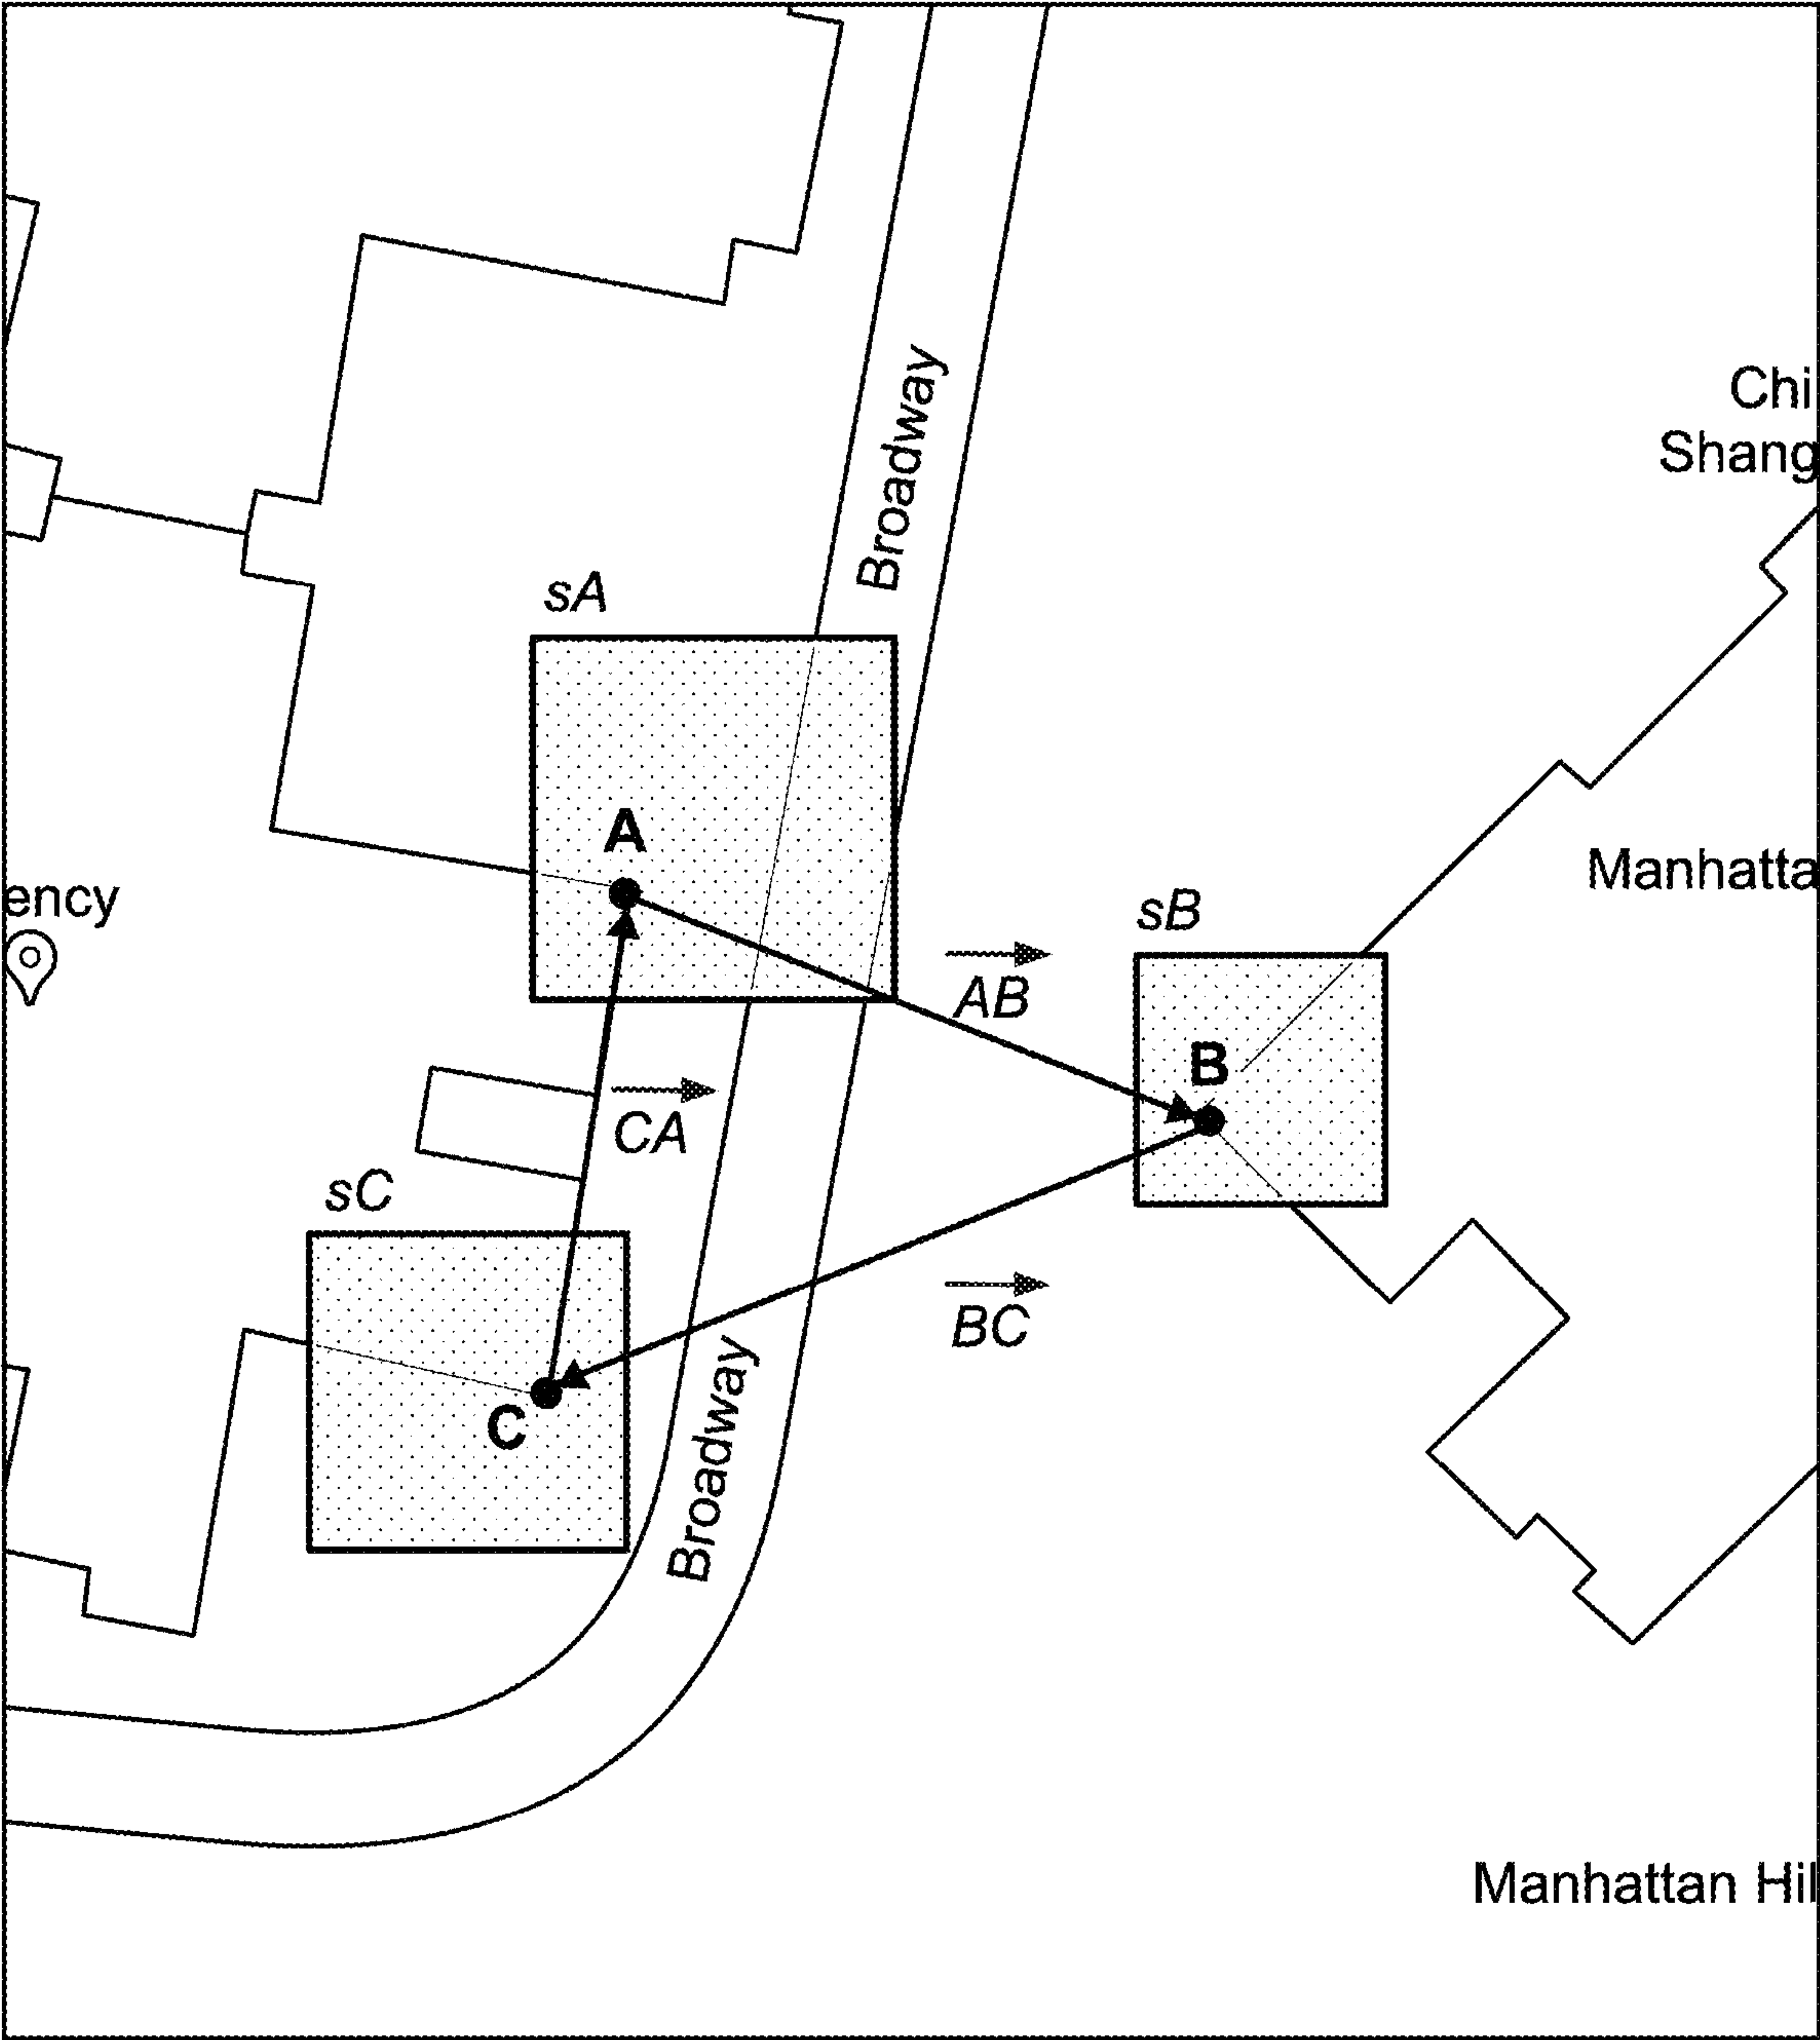 Broadway
Chi
Shang
sA
A
Manhatta
ency
sB
AB
B
CA
sC
BC
C
Broadway
Manhattan Hil